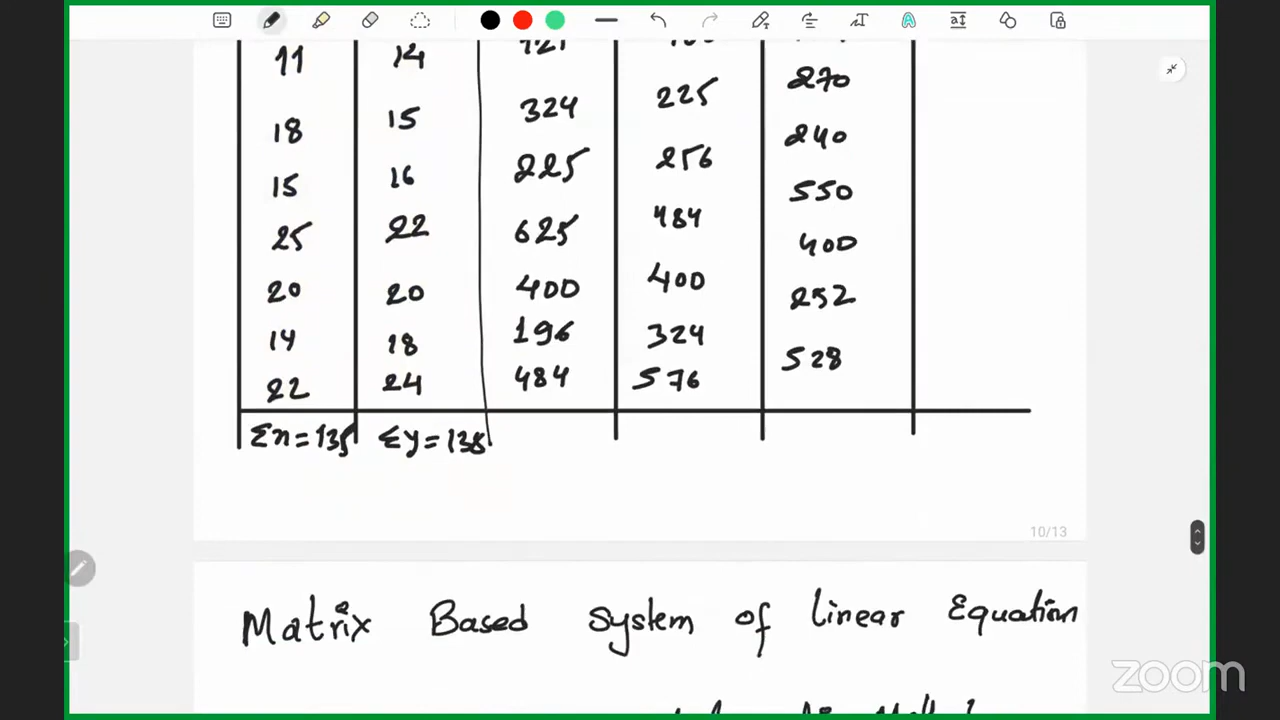 11 14 121
270
18 15 324 225
240
15 16 225 256
550
25 22 625 484
400
20 20 400 400
252
14 18 196 324
528
22 24 484 576
Σx=135 Σy=138
10/13
Matrix Based System of linear Equation
zoom